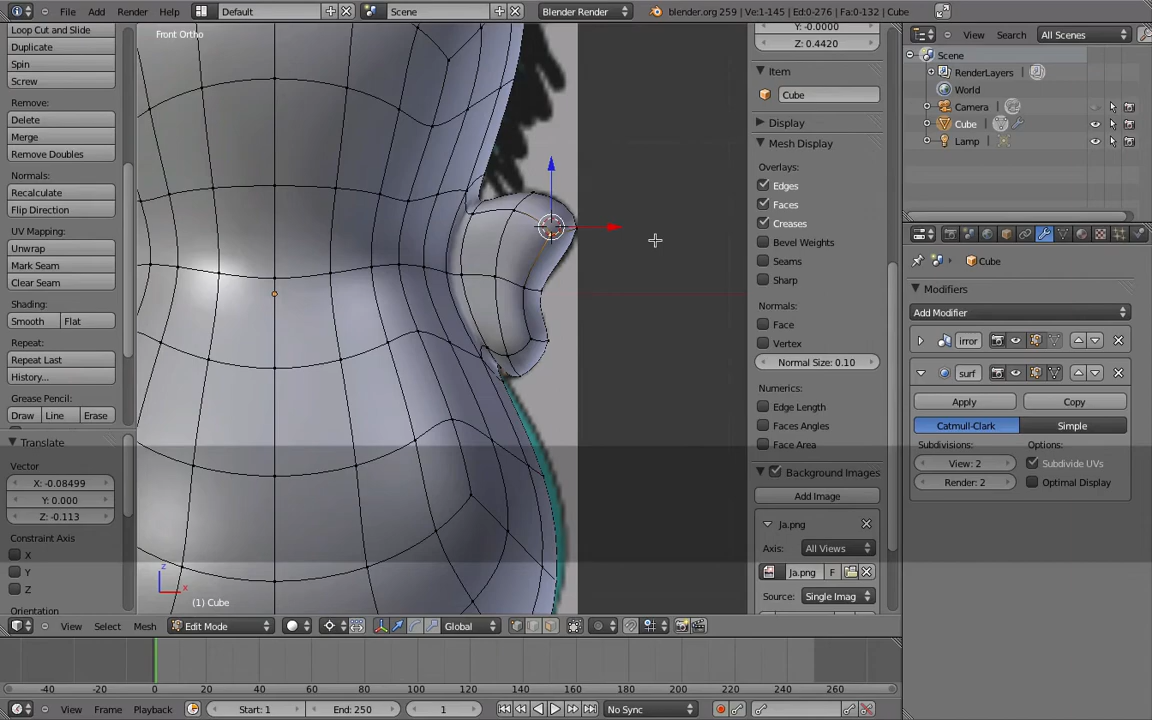 File Add Render Window Help Default Scene Blender Render blender.org 259 | Ve:1-145 | Ed:0-276 | Fa:0-132 | Cube
Loop Cut and Slide
Duplicate
Spin
Screw
Remove:
Delete
Merge
Remove Doubles
Normals:
Recalculate
Flip Direction
UV Mapping:
Unwrap
Mark Seam
Clear Seam
Shading:
Smooth Flat
Repeat:
Repeat Last
History...
Grease Pencil:
Draw Line Erase
Translate
Vector
X: -0.08499
Y: 0.000
Z: -0.113
Constraint Axis
X
Y
Z
Orientation
Front Ortho
z
x
(1) Cube
Y: -0.0000
Z: 0.4420
Item
Cube
Display
Mesh Display
Overlays:
Edges
Faces
Creases
Bevel Weights
Seams
Sharp
Normals:
Face
Vertex
Normal Size: 0.10
Numerics:
Edge Length
Faces Angles
Face Area
Background Images
Add Image
Ja.png
Axis: All Views
Ja.png F
Source: Single Imag
View Search All Scenes
Scene
RenderLayers
World
Camera
Cube
Lamp
Cube
Modifiers
Add Modifier
irror
surf
Apply Copy
Catmull-Clark Simple
Subdivisions: Options:
View: 2 Subdivide UVs
Render: 2 Optimal Display
View Select Mesh Edit Mode Global
-40 -20 0 20 40 60 80 100 120 140 160 180 200 220 240 260
View Frame Playback Start: 1 End: 250 1 No Sync